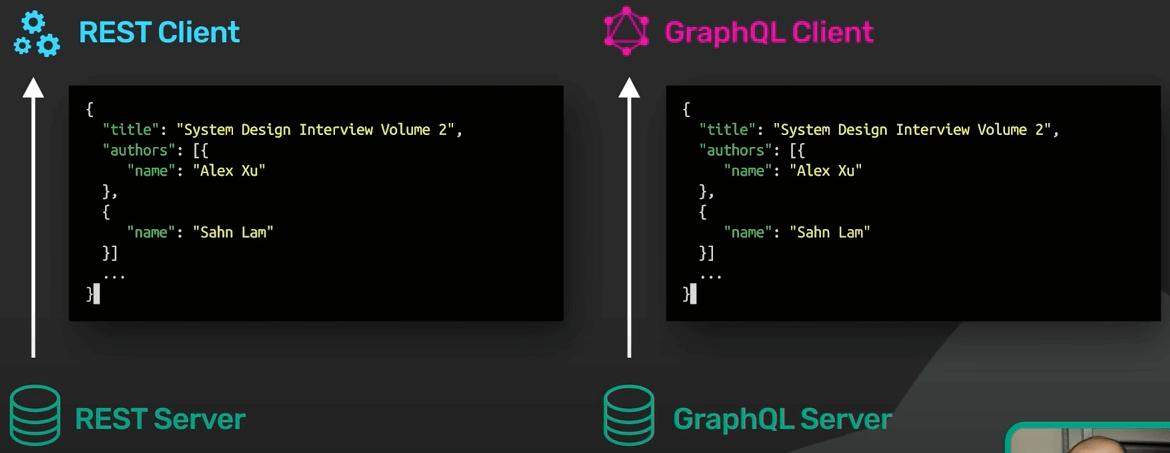 REST Client
{
"title": "System Design Interview Volume 2",
"authors": [{
"name": "Alex Xu"
},
{
"name": "Sahn Lam"
}]
...
}
REST Server
GraphQL Client
{
"title": "System Design Interview Volume 2",
"authors": [{
"name": "Alex Xu"
},
{
"name": "Sahn Lam"
}]
...
}
GraphQL Server